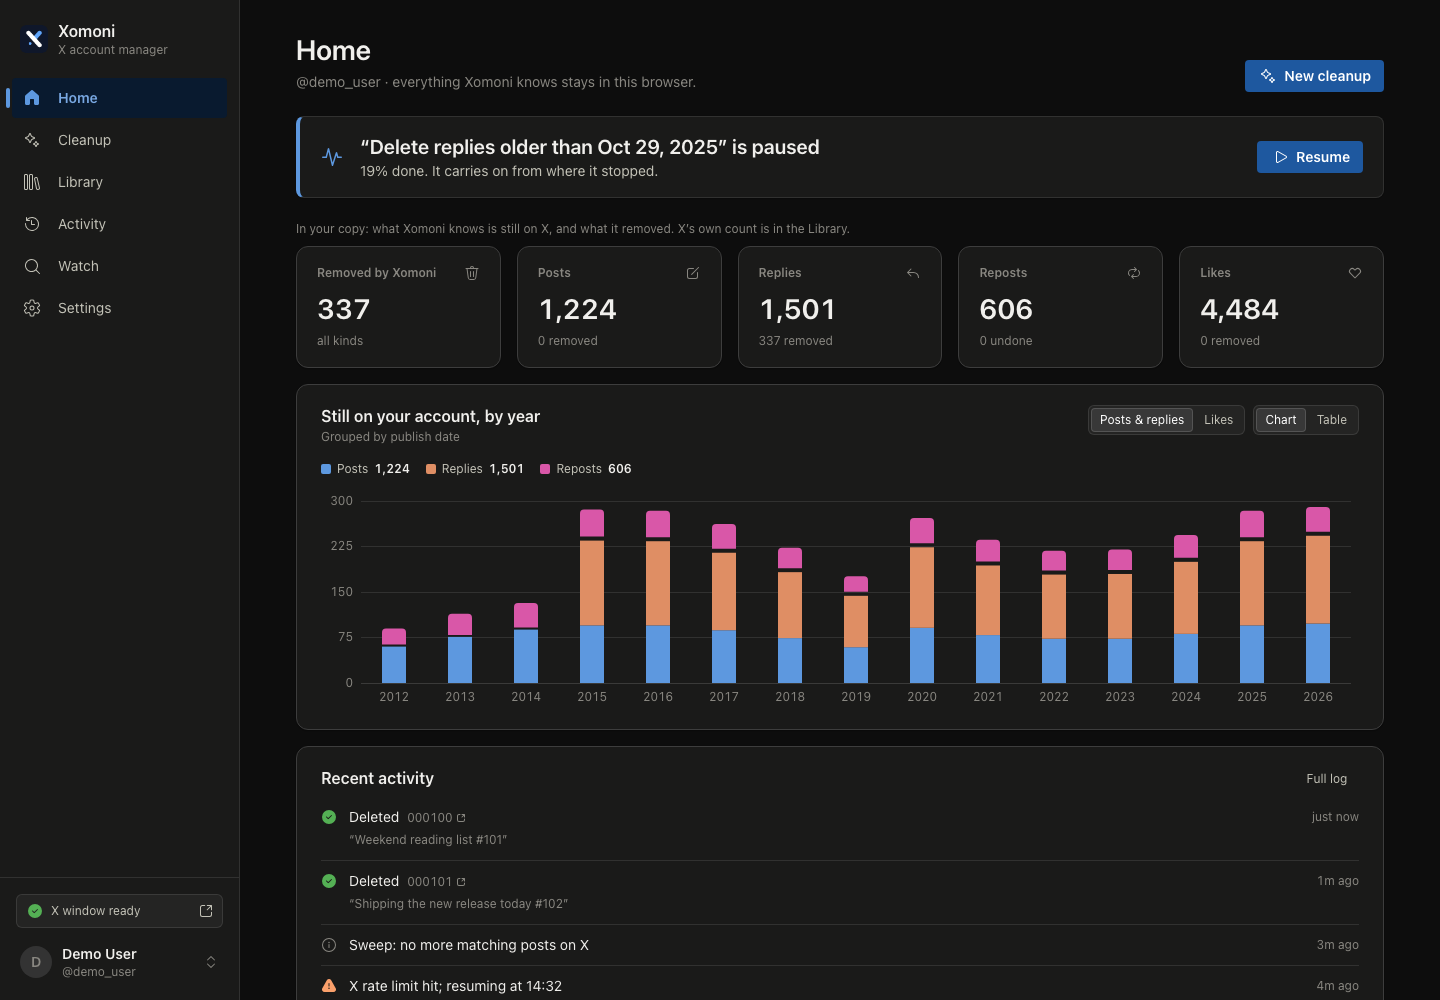 Xomoni
X account manager
Home
Cleanup
Library
Activity
Watch
Settings
X window ready
D
Demo User
@demo_user
Home
@demo_user · everything Xomoni knows stays in this browser.
New cleanup
“Delete replies older than Oct 29, 2025” is paused
19% done. It carries on from where it stopped.
Resume
In your copy: what Xomoni knows is still on X, and what it removed. X’s own count is in the Library.
Removed by Xomoni
337
all kinds
Posts
1,224
0 removed
Replies
1,501
337 removed
Reposts
606
0 undone
Likes
4,484
0 removed
Still on your account, by year
Grouped by publish date
Posts & replies Likes
Chart Table
Posts 1,224 Replies 1,501 Reposts 606
300
225
150
75
0
2012 2013 2014 2015 2016 2017 2018 2019 2020 2021 2022 2023 2024 2025 2026
Recent activity
Full log
Deleted 000100 just now
“Weekend reading list #101”
Deleted 000101 1m ago
“Shipping the new release today #102”
Sweep: no more matching posts on X 3m ago
X rate limit hit; resuming at 14:32 4m ago